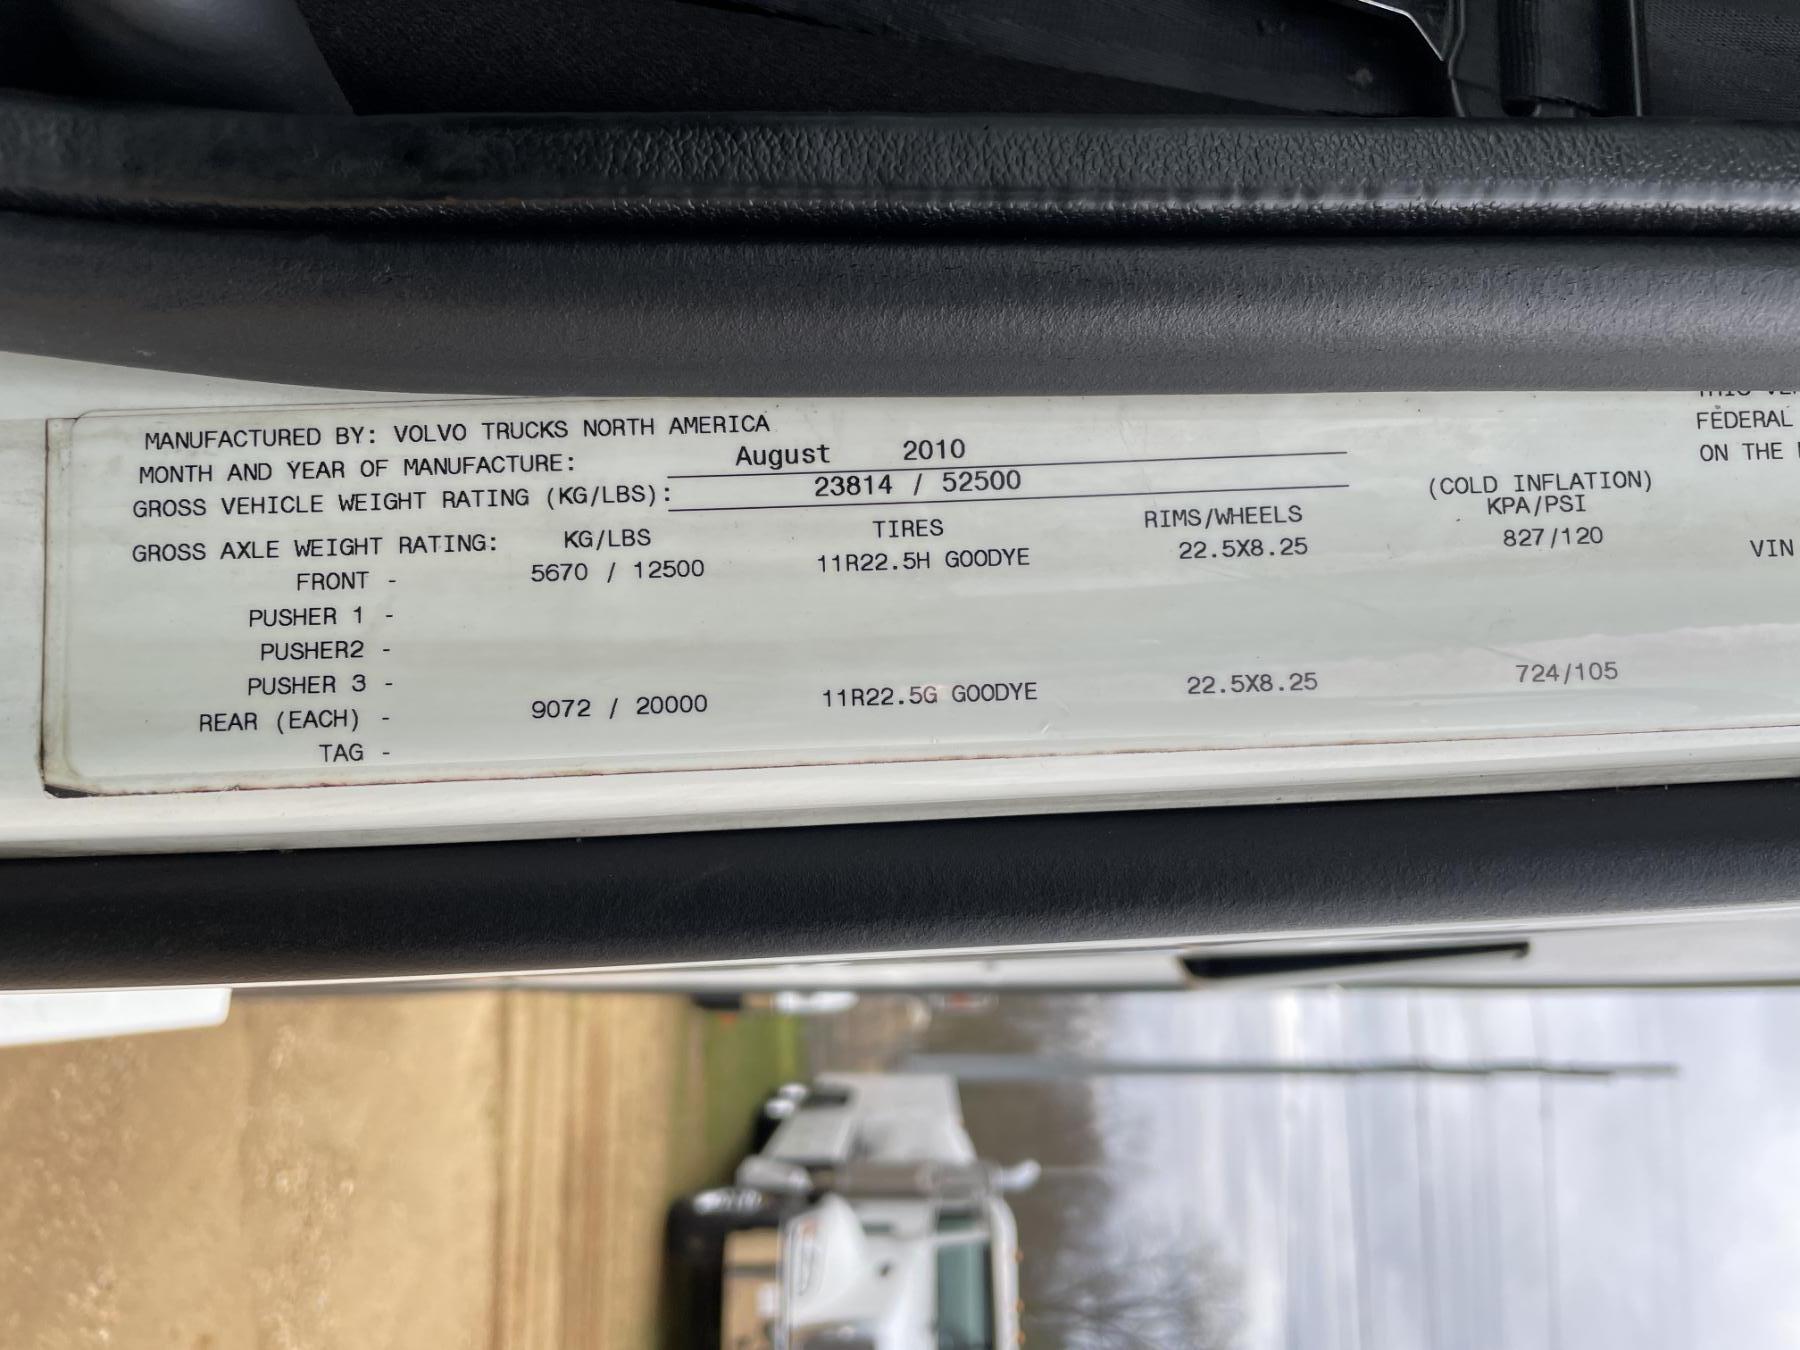 MANUFACTURED BY: VOLVO TRUCKS NORTH AMERICA
MONTH AND YEAR OF MANUFACTURE: August 2010
GROSS VEHICLE WEIGHT RATING (KG/LBS): 23814 / 52500
(COLD INFLATION)
GROSS AXLE WEIGHT RATING: KG/LBS TIRES RIMS/WHEELS KPA/PSI
FRONT - 5670 / 12500 11R22.5H GOODYE 22.5X8.25 827/120
PUSHER 1 -
PUSHER2 -
PUSHER 3 -
REAR (EACH) - 9072 / 20000 11R22.5G GOODYE 22.5X8.25 724/105
TAG -
FEDERAL
ON THE
VIN